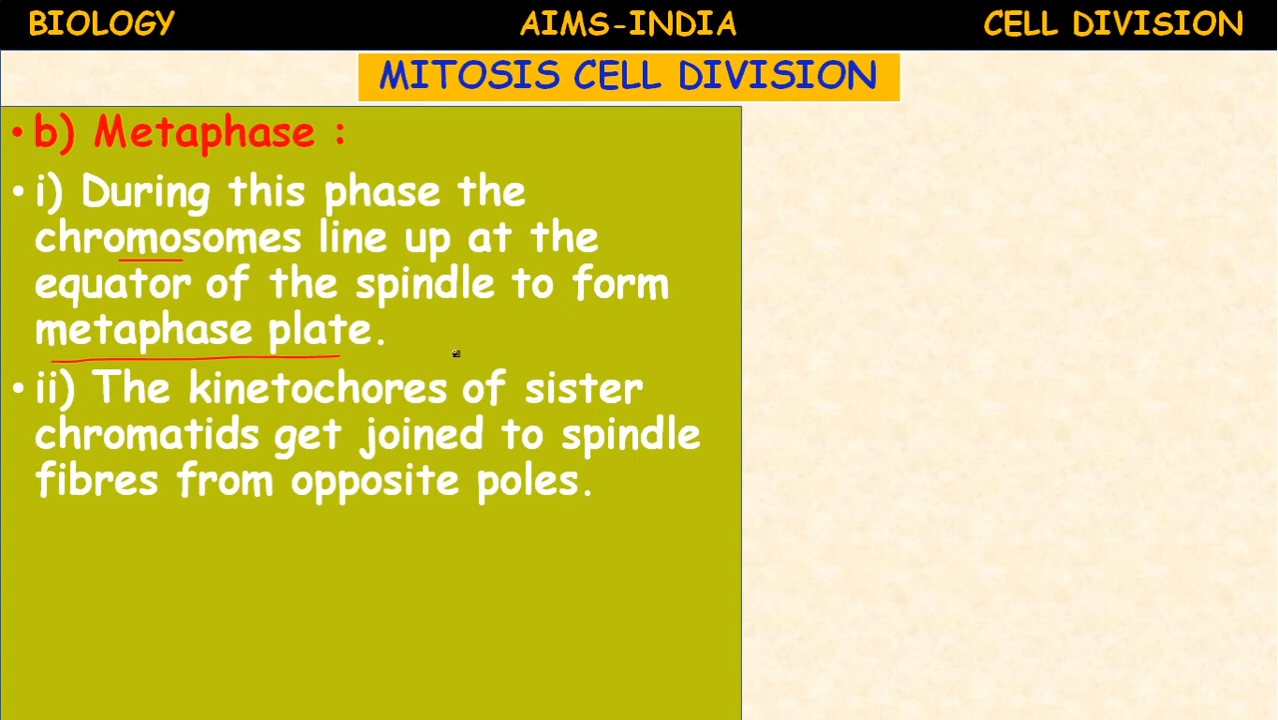 BIOLOGY AIMS-INDIA CELL DIVISION
MITOSIS CELL DIVISION
• b) Metaphase :
• i) During this phase the
chromosomes line up at the
equator of the spindle to form
metaphase plate.
• ii) The kinetochores of sister
chromatids get joined to spindle
fibres from opposite poles.